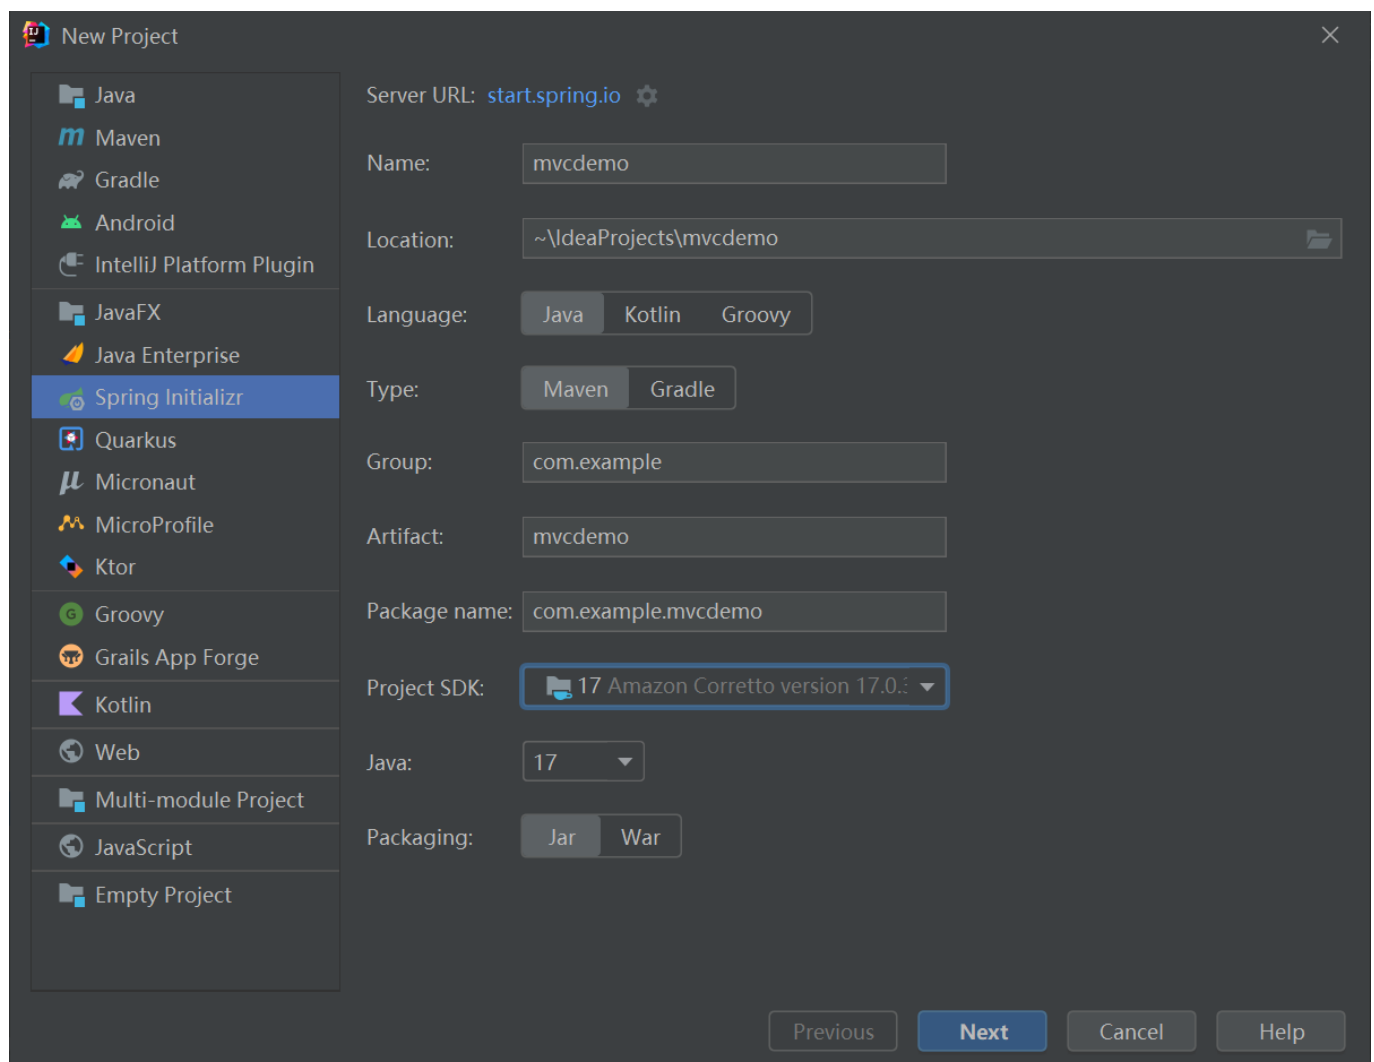 New Project
Java
Maven
Gradle
Android
IntelliJ Platform Plugin
JavaFX
Java Enterprise
Spring Initializr
Quarkus
Micronaut
MicroProfile
Ktor
Groovy
Grails App Forge
Kotlin
Web
Multi-module Project
JavaScript
Empty Project
Server URL: start.spring.io
Name: mvcdemo
Location: ~\IdeaProjects\mvcdemo
Language: Java Kotlin Groovy
Type: Maven Gradle
Group: com.example
Artifact: mvcdemo
Package name: com.example.mvcdemo
Project SDK: 17 Amazon Corretto version 17.0.
Java: 17
Packaging: Jar War
Previous Next Cancel Help